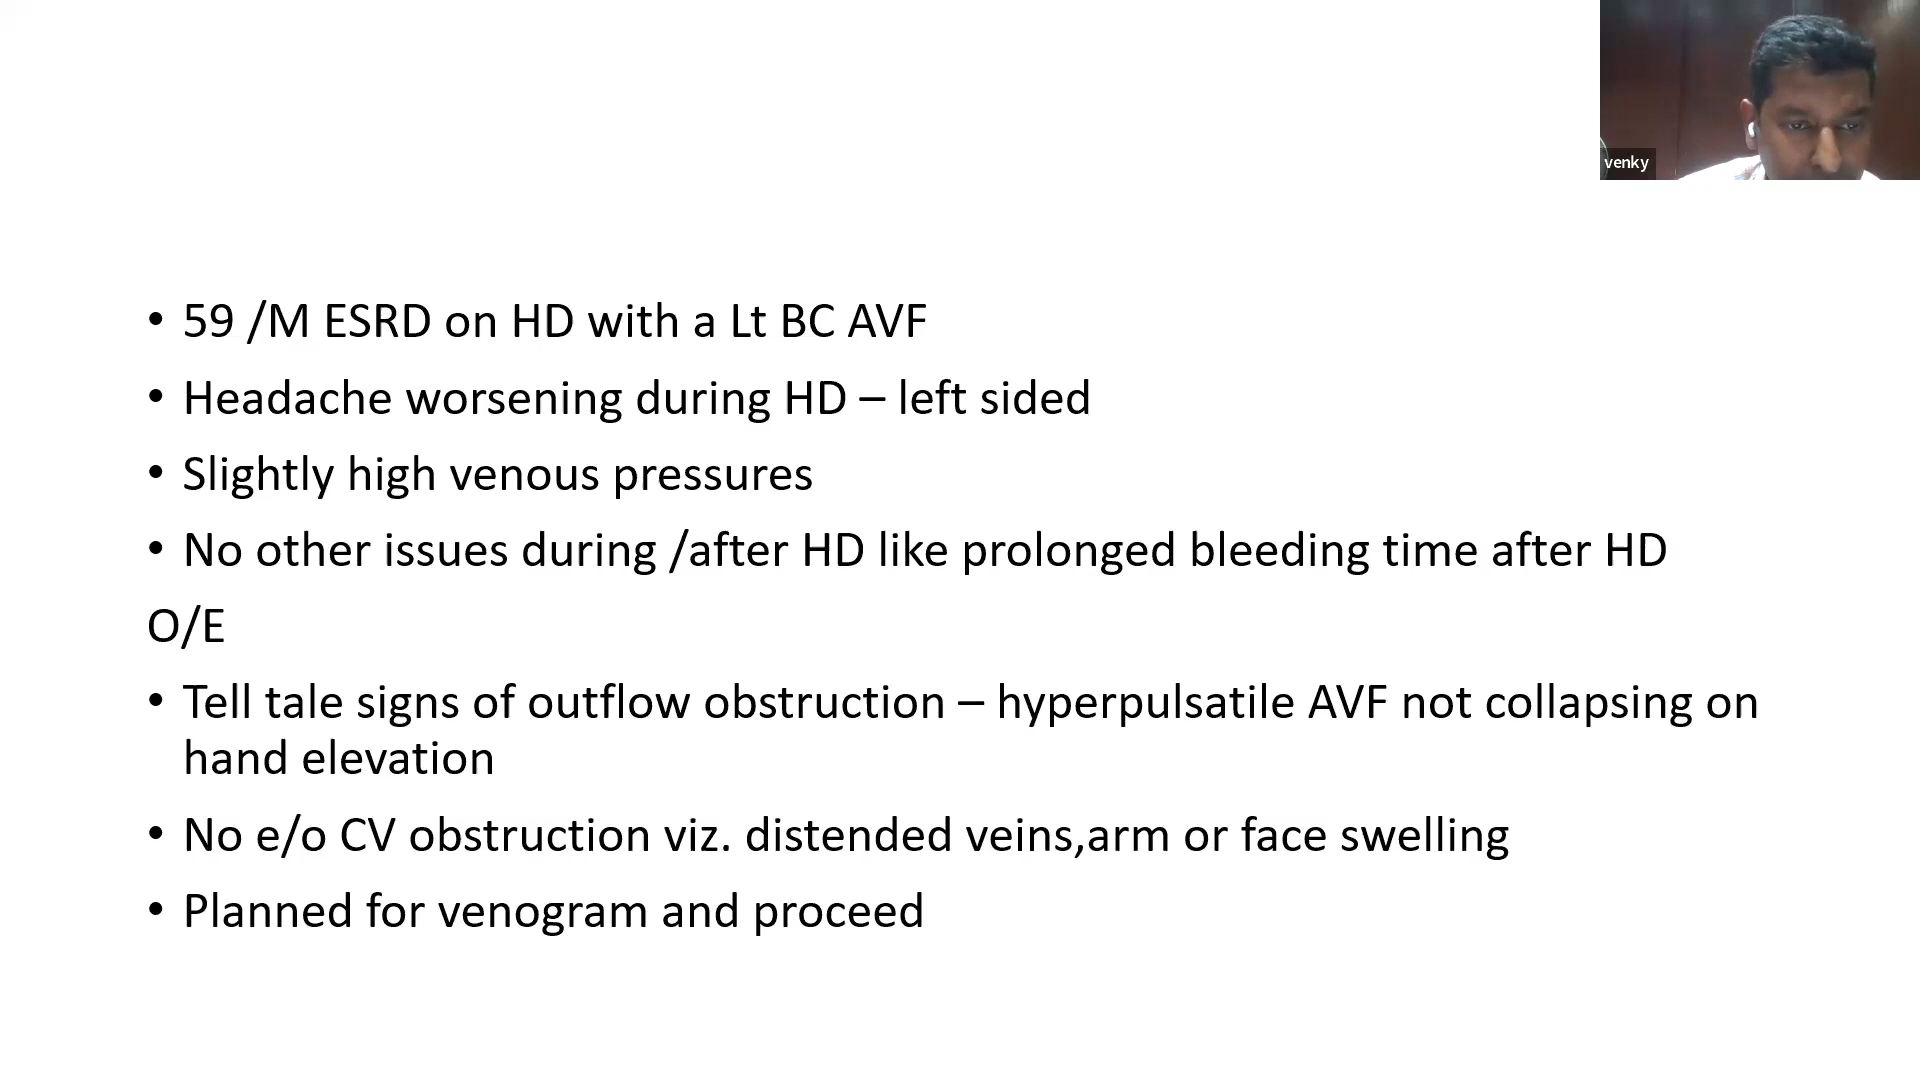 venky
• 59 /M ESRD on HD with a Lt BC AVF
• Headache worsening during HD – left sided
• Slightly high venous pressures
• No other issues during /after HD like prolonged bleeding time after HD
O/E
• Tell tale signs of outflow obstruction – hyperpulsatile AVF not collapsing on
hand elevation
• No e/o CV obstruction viz. distended veins,arm or face swelling
• Planned for venogram and proceed